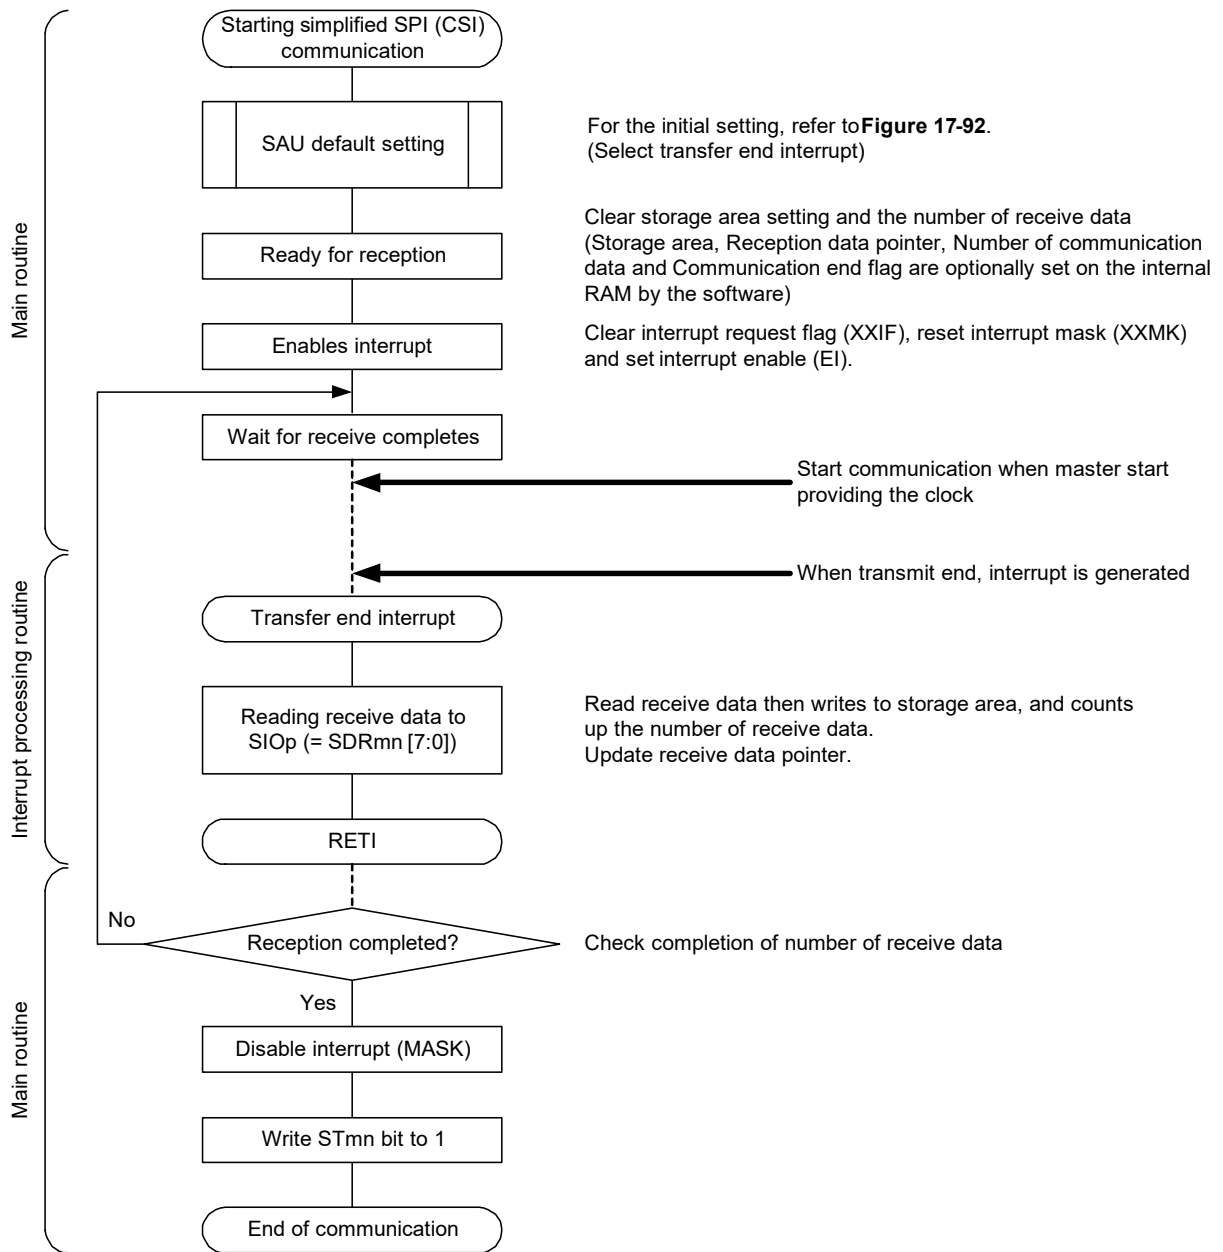 Starting simplified SPI (CSI)
communication
SAU default setting
For the initial setting, refer to Figure 17-92.
(Select transfer end interrupt)
Main routine
Ready for reception
Clear storage area setting and the number of receive data
(Storage area, Reception data pointer, Number of communication
data and Communication end flag are optionally set on the internal
RAM by the software)
Enables interrupt
Clear interrupt request flag (XXIF), reset interrupt mask (XXMK)
and set interrupt enable (EI).
Wait for receive completes
Start communication when master start
providing the clock
When transmit end, interrupt is generated
Interrupt processing routine
Transfer end interrupt
Reading receive data to
SIOp (= SDRmn [7:0])
Read receive data then writes to storage area, and counts
up the number of receive data.
Update receive data pointer.
RETI
No
Reception completed?
Check completion of number of receive data
Yes
Main routine
Disable interrupt (MASK)
Write STmn bit to 1
End of communication